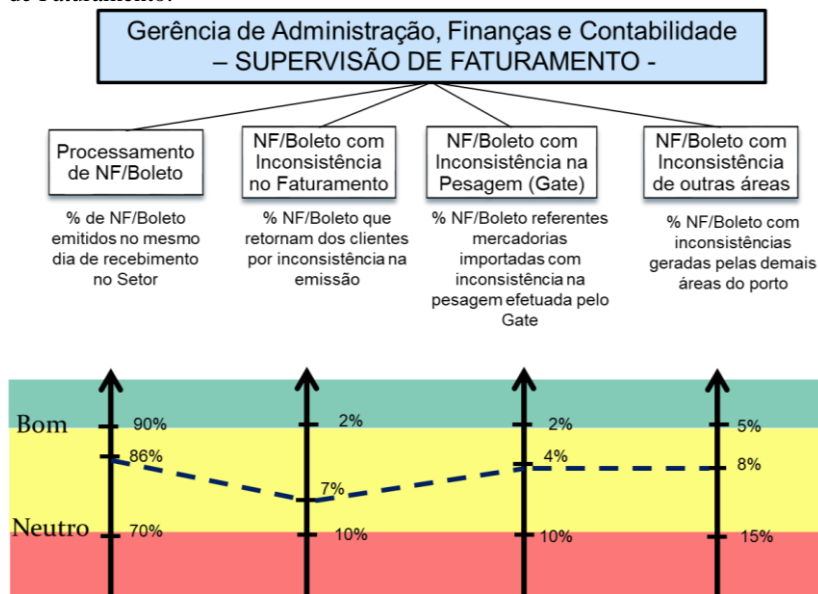 de Faturamento.
Gerência de Administração, Finanças e Contabilidade
– SUPERVISÃO DE FATURAMENTO -
Processamento
de NF/Boleto
NF/Boleto com
Inconsistência
no Faturamento
NF/Boleto com
Inconsistência na
Pesagem (Gate)
NF/Boleto com
Inconsistência
de outras áreas
% de NF/Boleto
emitidos no mesmo
dia de recebimento
no Setor
% NF/Boleto que
retornam dos clientes
por inconsistência na
emissão
% NF/Boleto referentes
mercadorias
importadas com
inconsistência na
pesagem efetuada pelo
Gate
% NF/Boleto com
inconsistências
geradas pelas demais
áreas do porto
Bom
90%
2%
2%
5%
86%
7%
4%
8%
Neutro
70%
10%
10%
15%